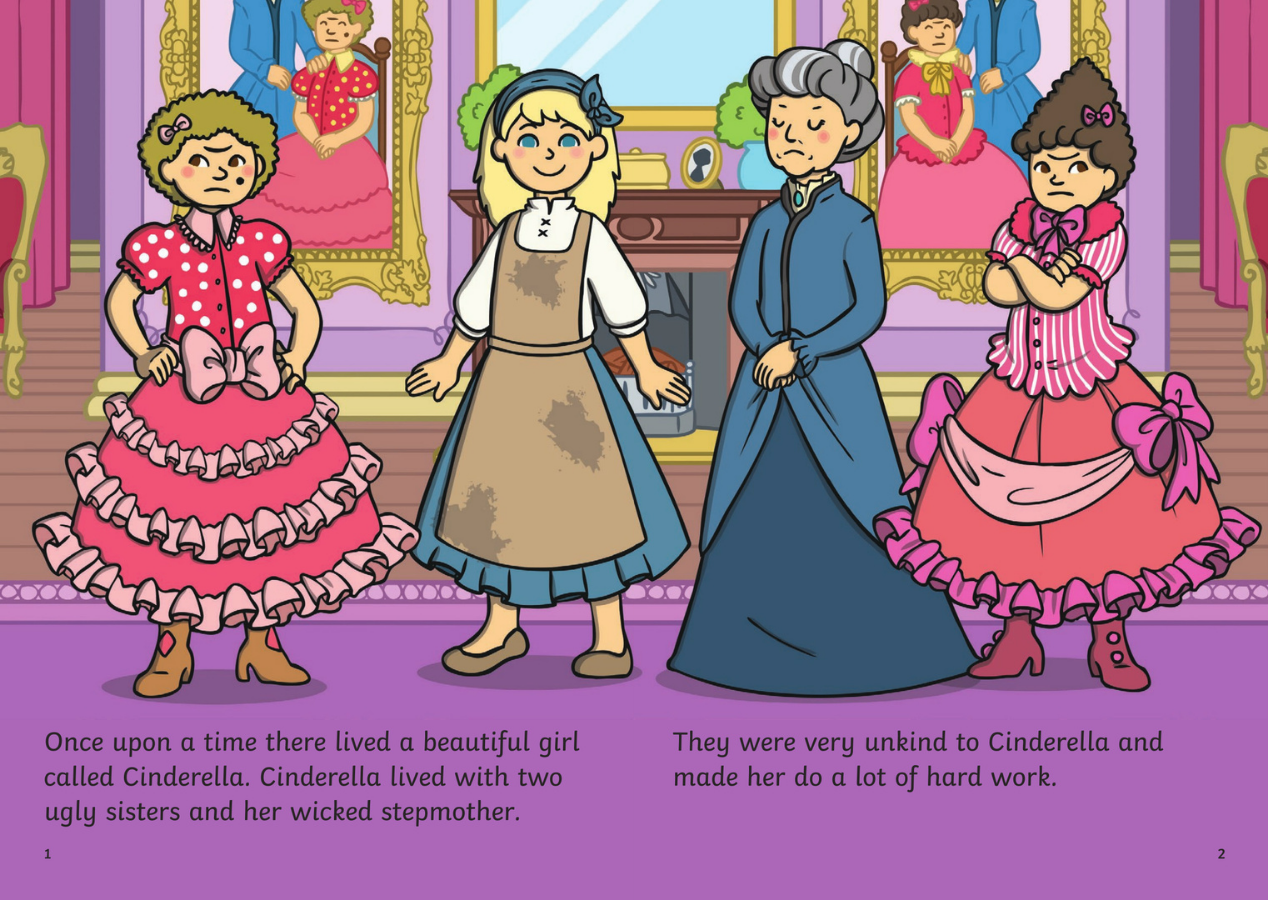 Once upon a time there lived a beautiful girl
called Cinderella. Cinderella lived with two
ugly sisters and her wicked stepmother.
1
They were very unkind to Cinderella and
made her do a lot of hard work.
2